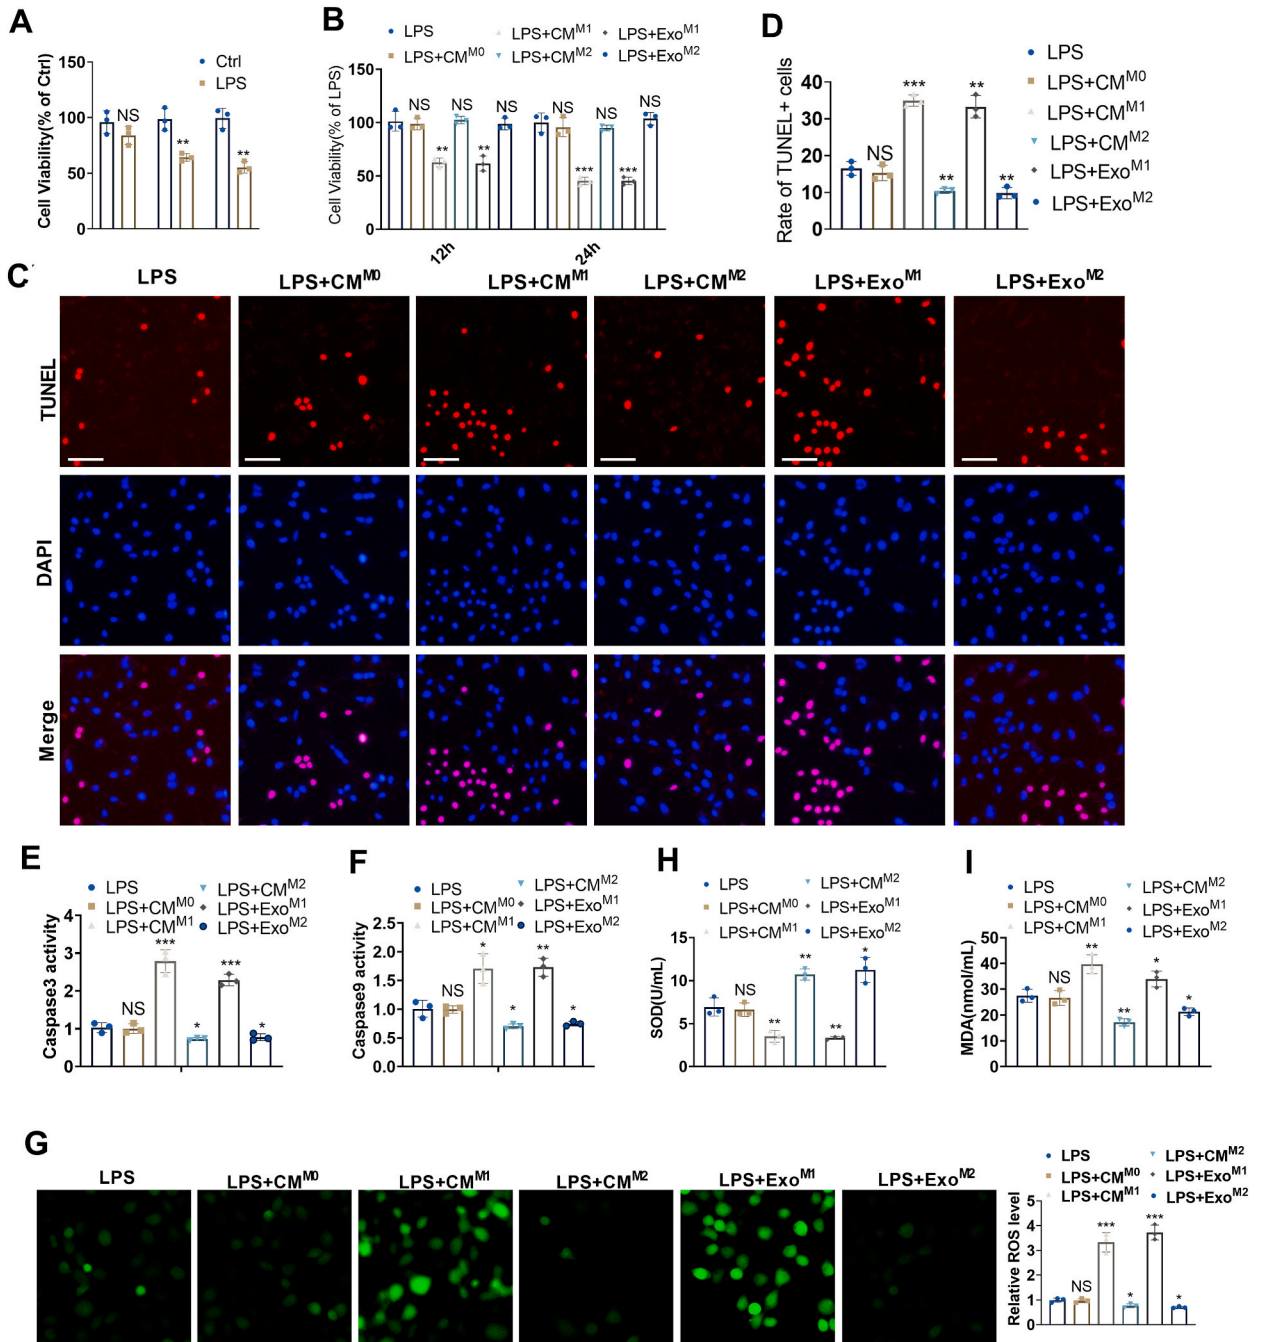 A
Cell Viability(% of Ctrl)
150
100
50
0
Ctrl
LPS
NS
**
**
B
LPS
LPS+CM^M0
LPS+CM^M1
LPS+CM^M2
LPS+Exo^M1
LPS+Exo^M2
Cell Viability(% of LPS)
150
100
50
0
NS
**
NS
**
NS
NS
***
NS
***
NS
12h
24h
D
Rate of TUNEL+ cells
40
30
20
10
0
NS
***
**
**
**
LPS
LPS+CM^M0
LPS+CM^M1
LPS+CM^M2
LPS+Exo^M1
LPS+Exo^M2
C
LPS
LPS+CM^M0
LPS+CM^M1
LPS+CM^M2
LPS+Exo^M1
LPS+Exo^M2
TUNEL
DAPI
Merge
E
LPS
LPS+CM^M0
LPS+CM^M1
LPS+CM^M2
LPS+Exo^M1
LPS+Exo^M2
Caspase3 activity
4
3
2
1
0
NS
***
*
***
*
F
LPS
LPS+CM^M0
LPS+CM^M1
LPS+CM^M2
LPS+Exo^M1
LPS+Exo^M2
Caspase9 activity
2.5
2.0
1.5
1.0
0.5
0.0
NS
*
*
**
*
H
LPS
LPS+CM^M0
LPS+CM^M1
LPS+CM^M2
LPS+Exo^M1
LPS+Exo^M2
SOD(U/mL)
15
10
5
0
NS
**
**
**
*
I
LPS
LPS+CM^M0
LPS+CM^M1
LPS+CM^M2
LPS+Exo^M1
LPS+Exo^M2
MDA(nmol/mL)
50
40
30
20
10
0
NS
**
**
*
*
G
LPS
LPS+CM^M0
LPS+CM^M1
LPS+CM^M2
LPS+Exo^M1
LPS+Exo^M2
LPS
LPS+CM^M0
LPS+CM^M1
LPS+CM^M2
LPS+Exo^M1
LPS+Exo^M2
Relative ROS level
5
4
3
2
1
0
NS
***
*
***
*